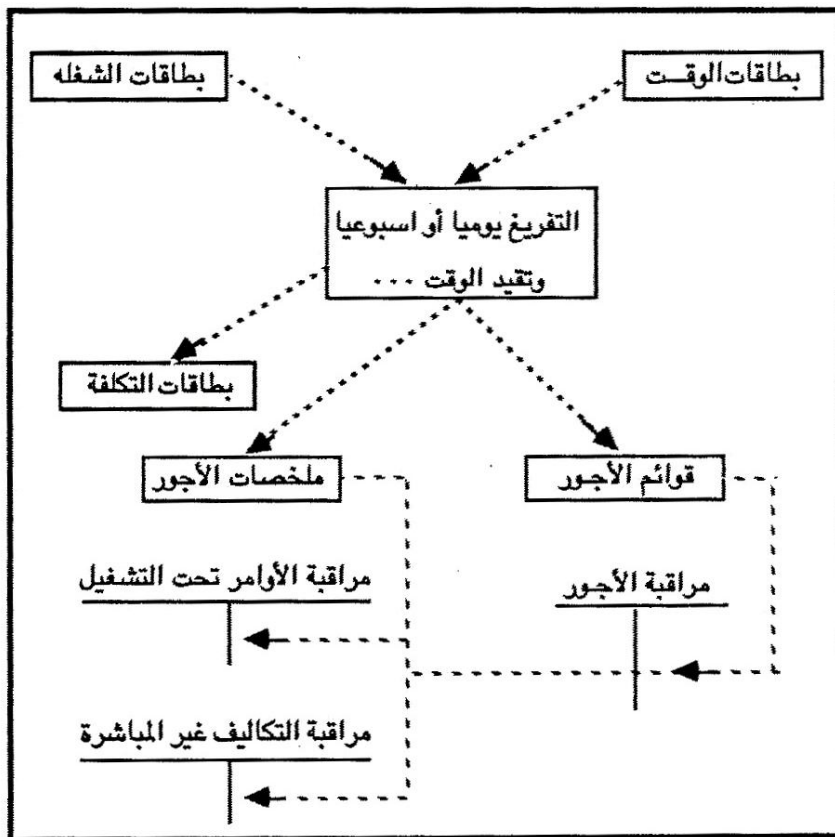 بطاقات الوقت
بطاقات الشغله
التفريغ يوميا أو اسبوعيا
وتقيد الوقت ...
بطاقات التكلفة
قوائم الأجور
ملخصات الأجور
مراقبة الأجور
مراقبة الأوامر تحت التشغيل
مراقبة التكاليف غير المباشرة